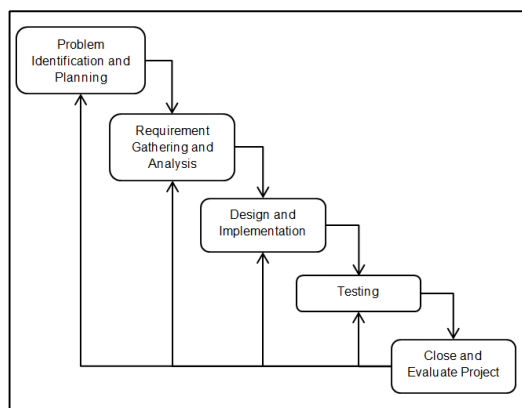 Problem
Identification and
Planning
Requirement
Gathering and
Analysis
Design and
Implementation
Testing
Close and
Evaluate Project